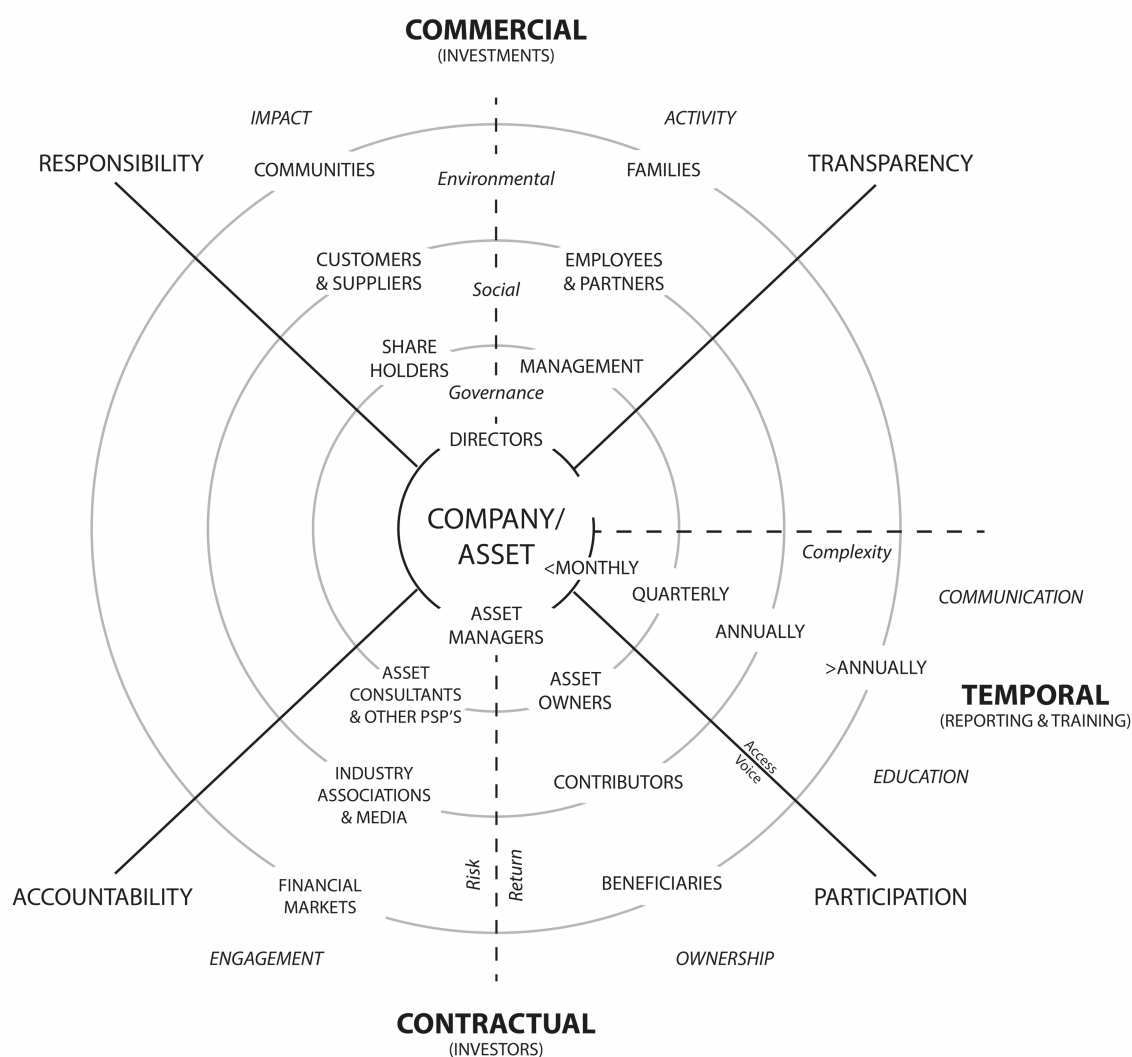 COMMERCIAL
(INVESTMENTS)
IMPACT
ACTIVITY
RESPONSIBILITY
TRANSPARENCY
COMMUNITIES
Environmental
FAMILIES
CUSTOMERS
& SUPPLIERS
Social
EMPLOYEES
& PARTNERS
SHARE
HOLDERS
MANAGEMENT
Governance
DIRECTORS
COMPANY/
ASSET
Complexity
<MONTHLY
QUARTERLY
ANNUALLY
>ANNUALLY
COMMUNICATION
TEMPORAL
(REPORTING & TRAINING)
EDUCATION
ASSET
MANAGERS
ASSET
CONSULTANTS
& OTHER PSP'S
ASSET
OWNERS
Access
Voice
INDUSTRY
ASSOCIATIONS
& MEDIA
CONTRIBUTORS
Risk
Return
FINANCIAL
MARKETS
BENEFICIARIES
ACCOUNTABILITY
PARTICIPATION
ENGAGEMENT
OWNERSHIP
CONTRACTUAL
(INVESTORS)